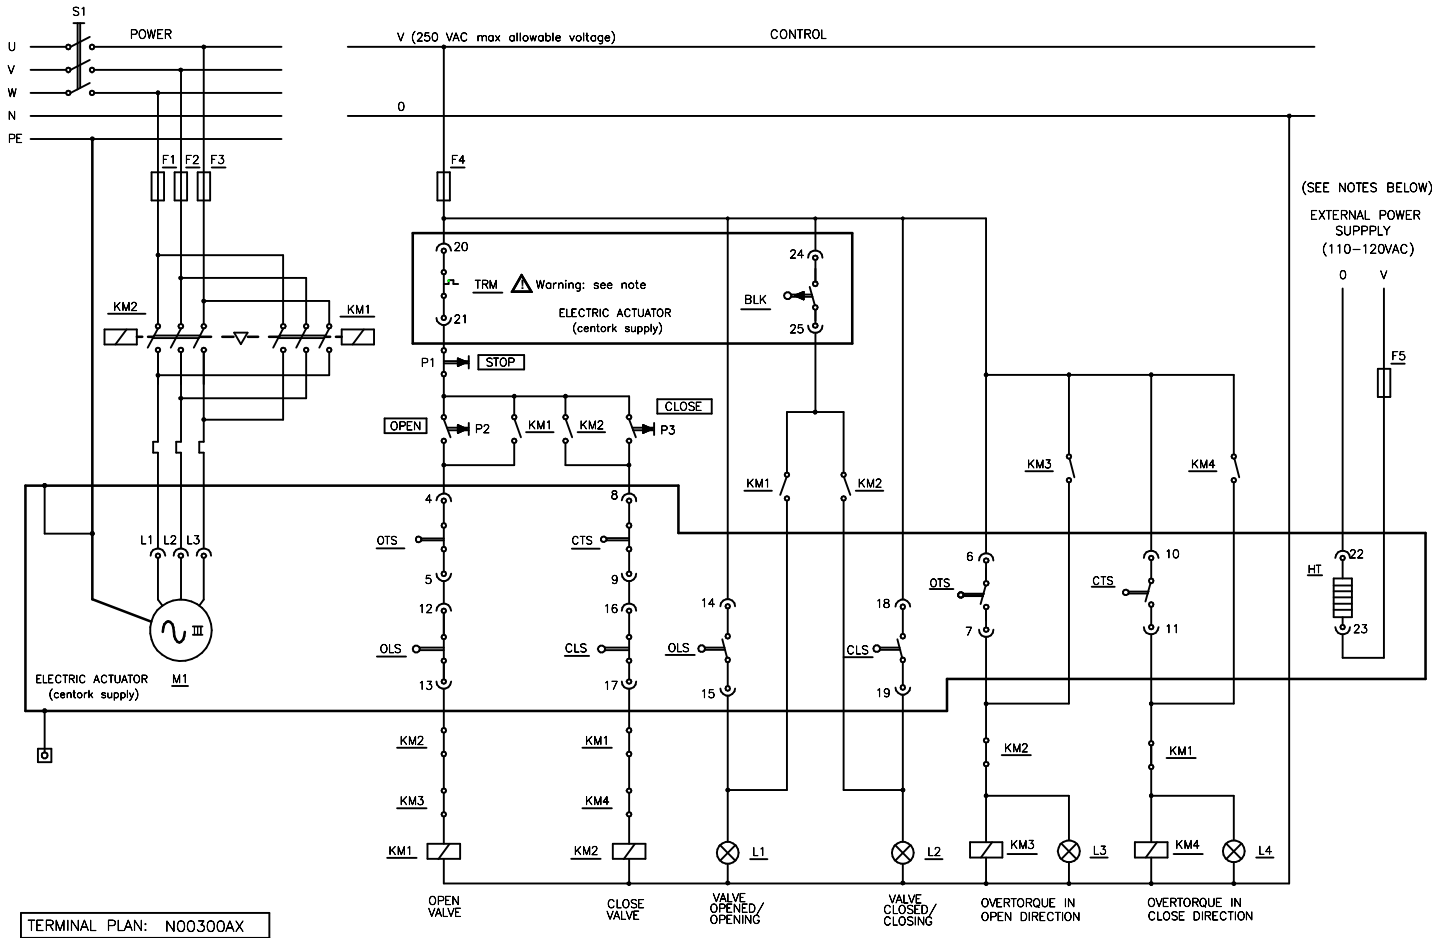 S1
POWER
V (250 VAC max allowable voltage)
CONTROL
U
V
W
N
PE
0
F1
F2
F3
F4
(SEE NOTES BELOW)
EXTERNAL POWER
SUPPPLY
(110-120VAC)
0
V
20
TRM
Warning: see note
24
BLK
ELECTRIC ACTUATOR
(centork supply)
21
25
KM2
KM1
P1
STOP
F5
OPEN
P2
KM1
KM2
CLOSE
P3
KM3
KM4
KM1
KM2
4
8
L1
L2
L3
OTS
CTS
6
10
22
HT
5
9
OTS
CTS
12
16
14
18
7
11
23
III
OLS
CLS
OLS
CLS
ELECTRIC ACTUATOR
(centork supply)
M1
13
17
15
19
KM2
KM1
KM2
KM1
KM3
KM4
KM1
KM2
L1
L2
KM3
L3
KM4
L4
OPEN
VALVE
CLOSE
VALVE
VALVE
OPENED/
OPENING
VALVE
CLOSED/
CLOSING
OVERTORQUE IN
OPEN DIRECTION
OVERTORQUE IN
CLOSE DIRECTION
TERMINAL PLAN: N00300AX